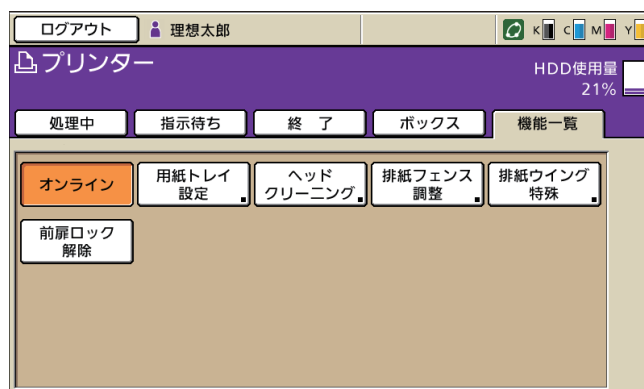 ログアウト 理想太郎 K C M Y
プリンター
HDD使用量
21%
処理中 指示待ち 終 了 ボックス 機能一覧
オンライン
用紙トレイ
設定
ヘッド
クリーニング
排紙フェンス
調整
排紙ウイング
特殊
前扉ロック
解除